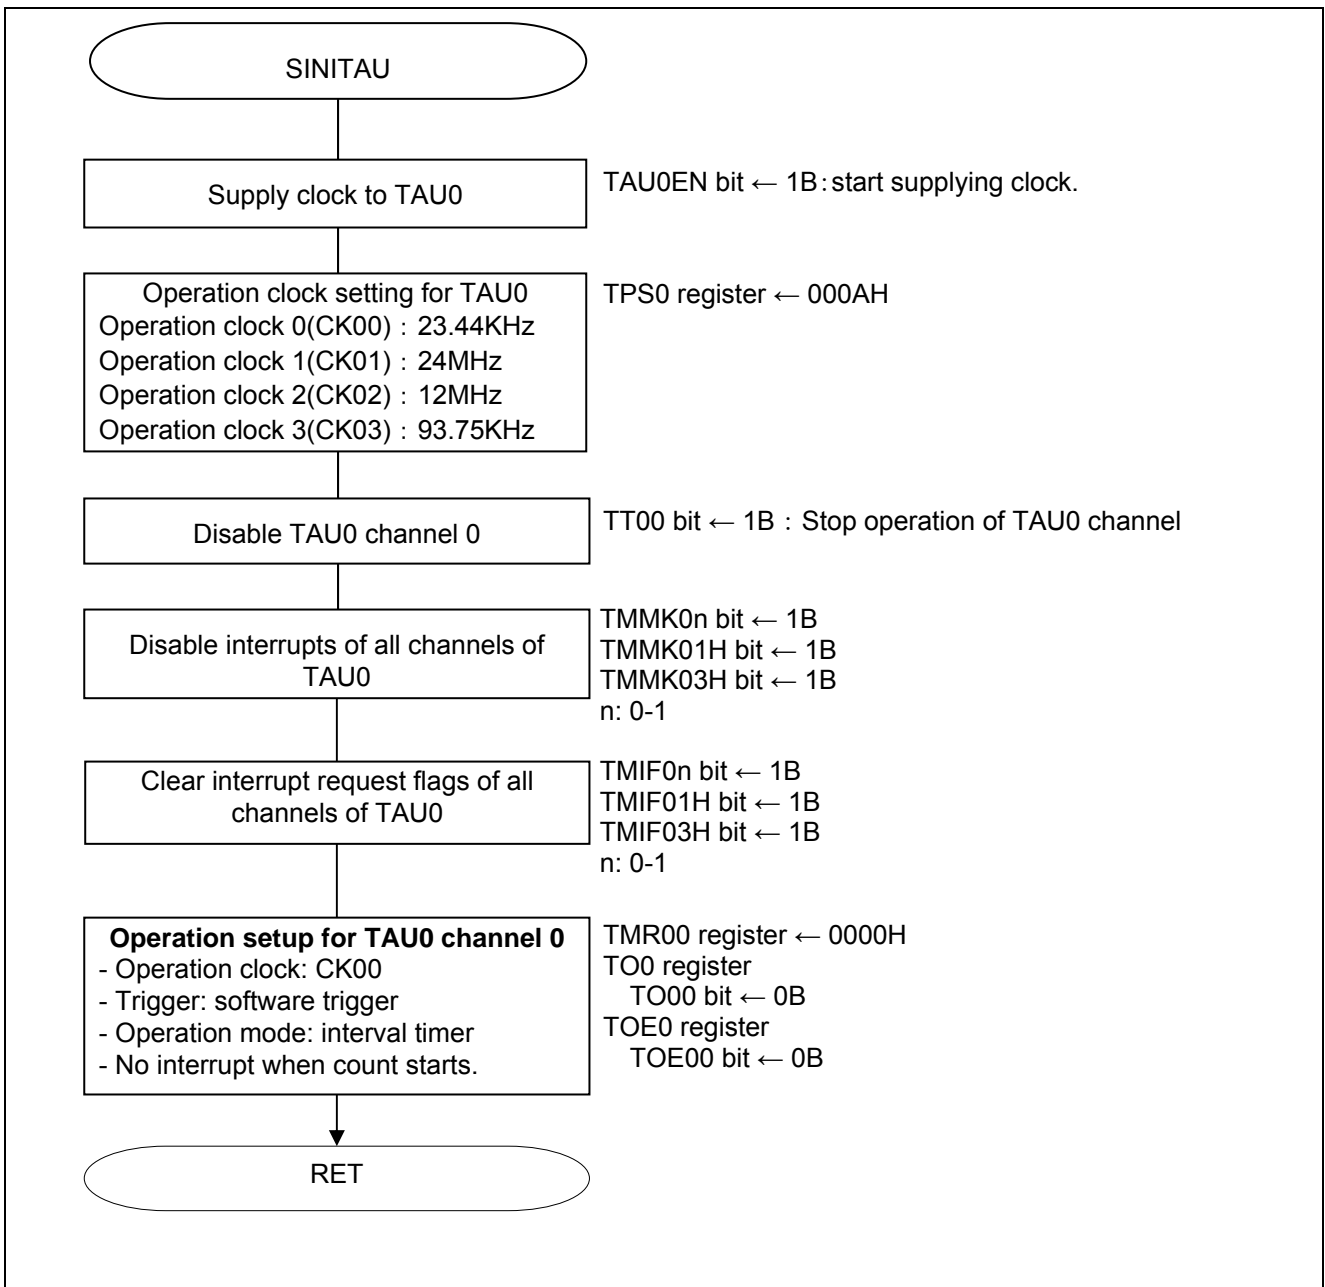 SINITAU
Supply clock to TAU0
TAU0EN bit ← 1B：start supplying clock.
Operation clock setting for TAU0
Operation clock 0(CK00)：23.44KHz
Operation clock 1(CK01)：24MHz
Operation clock 2(CK02)：12MHz
Operation clock 3(CK03)：93.75KHz
TPS0 register ← 000AH
Disable TAU0 channel 0
TT00 bit ← 1B：Stop operation of TAU0 channel
Disable interrupts of all channels of
TAU0
TMMK0n bit ← 1B
TMMK01H bit ← 1B
TMMK03H bit ← 1B
n: 0-1
Clear interrupt request flags of all
channels of TAU0
TMIF0n bit ← 1B
TMIF01H bit ← 1B
TMIF03H bit ← 1B
n: 0-1
Operation setup for TAU0 channel 0
- Operation clock: CK00
- Trigger: software trigger
- Operation mode: interval timer
- No interrupt when count starts.
TMR00 register ← 0000H
TO0 register
TO00 bit ← 0B
TOE0 register
TOE00 bit ← 0B
RET